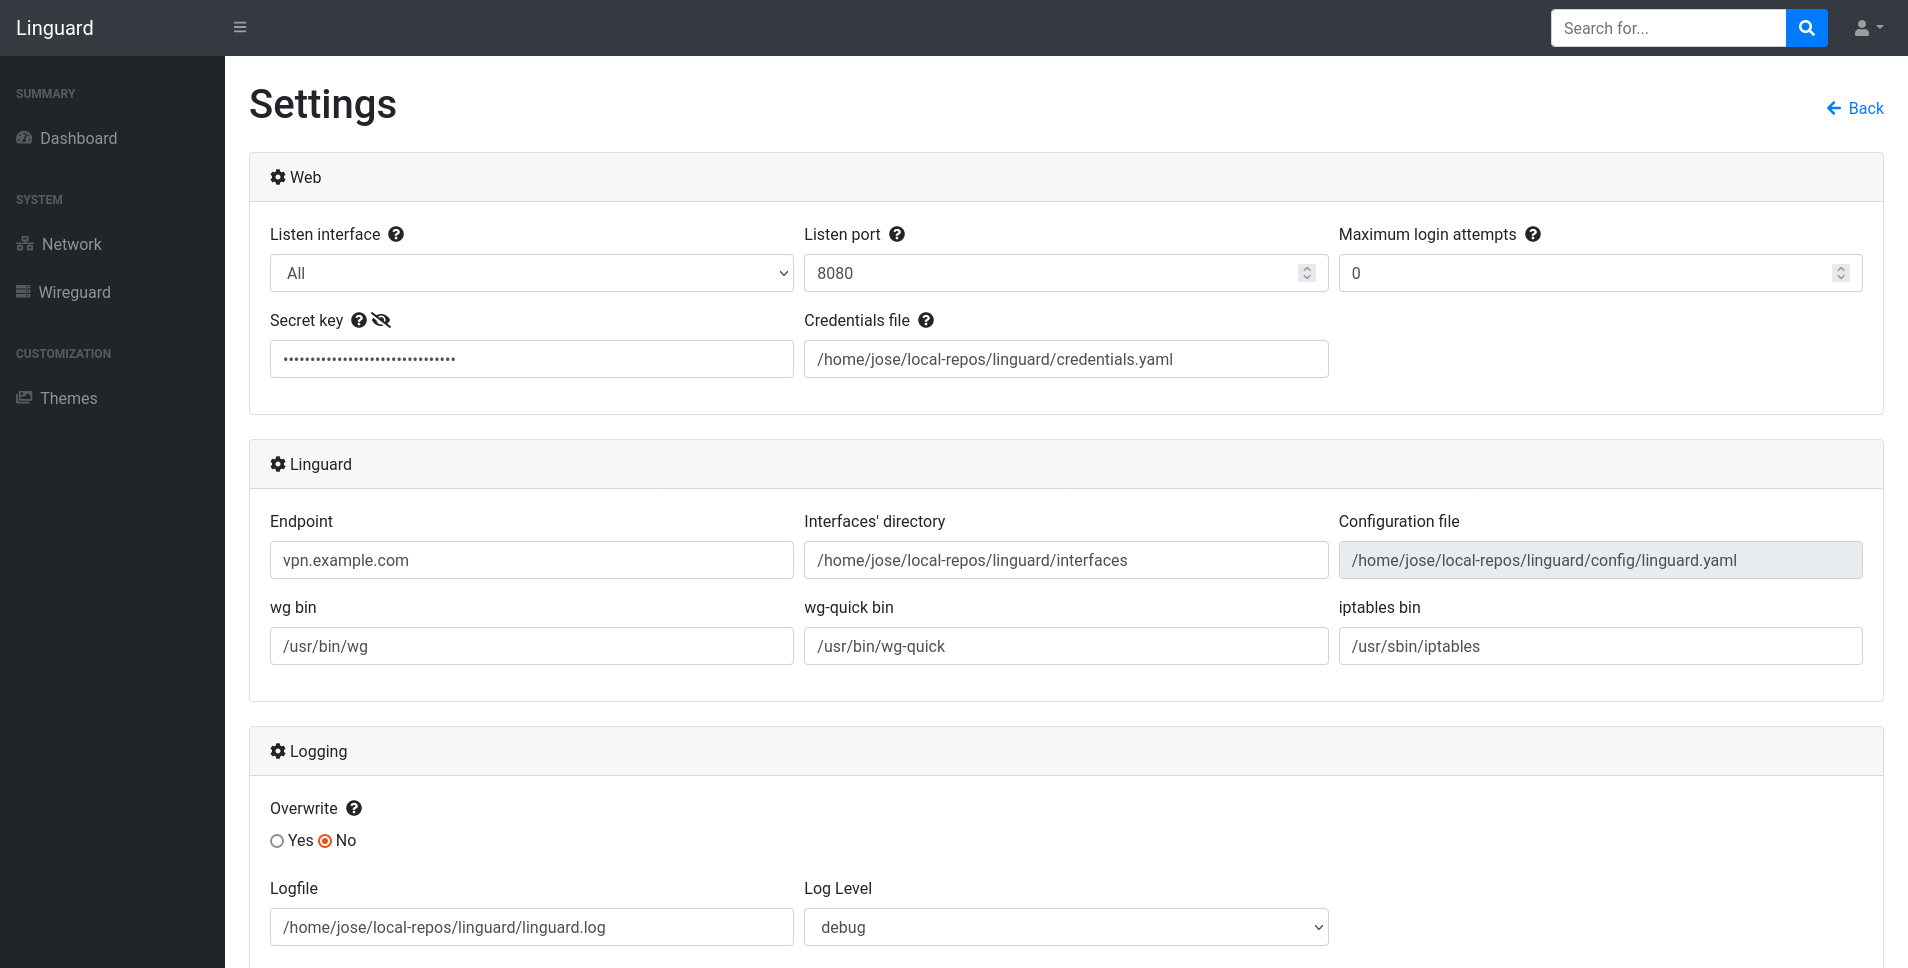 Linguard
Search for...
SUMMARY
Dashboard
SYSTEM
Network
Wireguard
CUSTOMIZATION
Themes
Settings
Back
Web
Listen interface
Listen port
Maximum login attempts
All
8080
0
Secret key
Credentials file
•••••••••••••••••••••••••••••••• 
/home/jose/local-repos/linguard/credentials.yaml
Linguard
Endpoint
Interfaces' directory
Configuration file
vpn.example.com
/home/jose/local-repos/linguard/interfaces
/home/jose/local-repos/linguard/config/linguard.yaml
wg bin
wg-quick bin
iptables bin
/usr/bin/wg
/usr/bin/wg-quick
/usr/sbin/iptables
Logging
Overwrite
Yes No
Logfile
Log Level
/home/jose/local-repos/linguard/linguard.log
debug